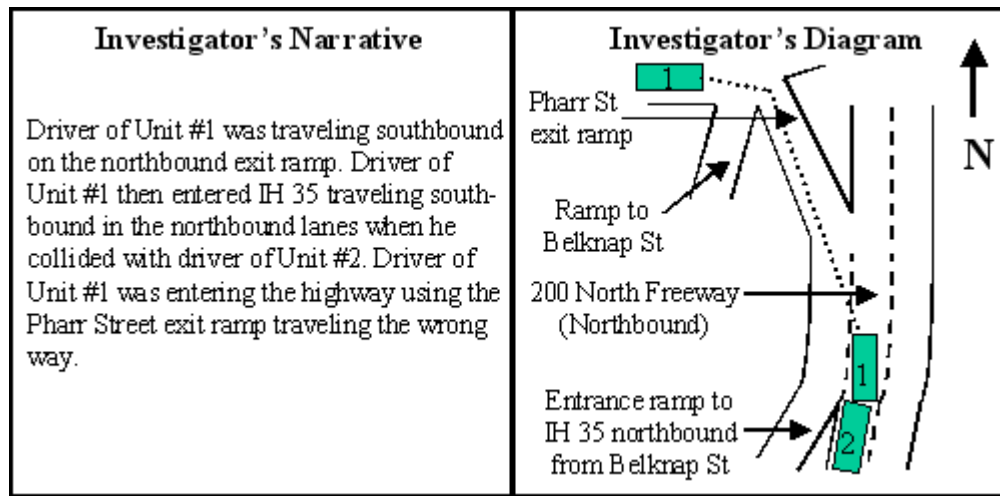 Investigator's Narrative
Driver of Unit #1 was traveling southbound
on the northbound exit ramp. Driver of
Unit #1 then entered IH 35 traveling south-
bound in the northbound lanes when he
collided with driver of Unit #2. Driver of
Unit #1 was entering the highway using the
Pharr Street exit ramp traveling the wrong
way.
Investigator's Diagram
1
Pharr St
exit ramp
N
Ramp to
Belknap St
200 North Freeway
(Northbound)
1
Entrance ramp to
IH 35 northbound
from Belknap St
2